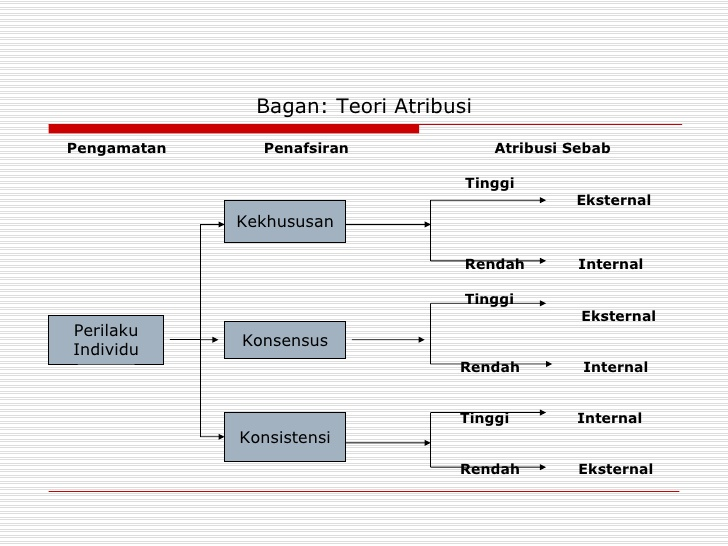 Bagan: Teori Atribusi
Pengamatan Penafsiran Atribusi Sebab
Tinggi
Eksternal
Kekhususan
Rendah Internal
Tinggi
Eksternal
Perilaku
Individu
Konsensus
Rendah Internal
Tinggi Internal
Konsistensi
Rendah Eksternal